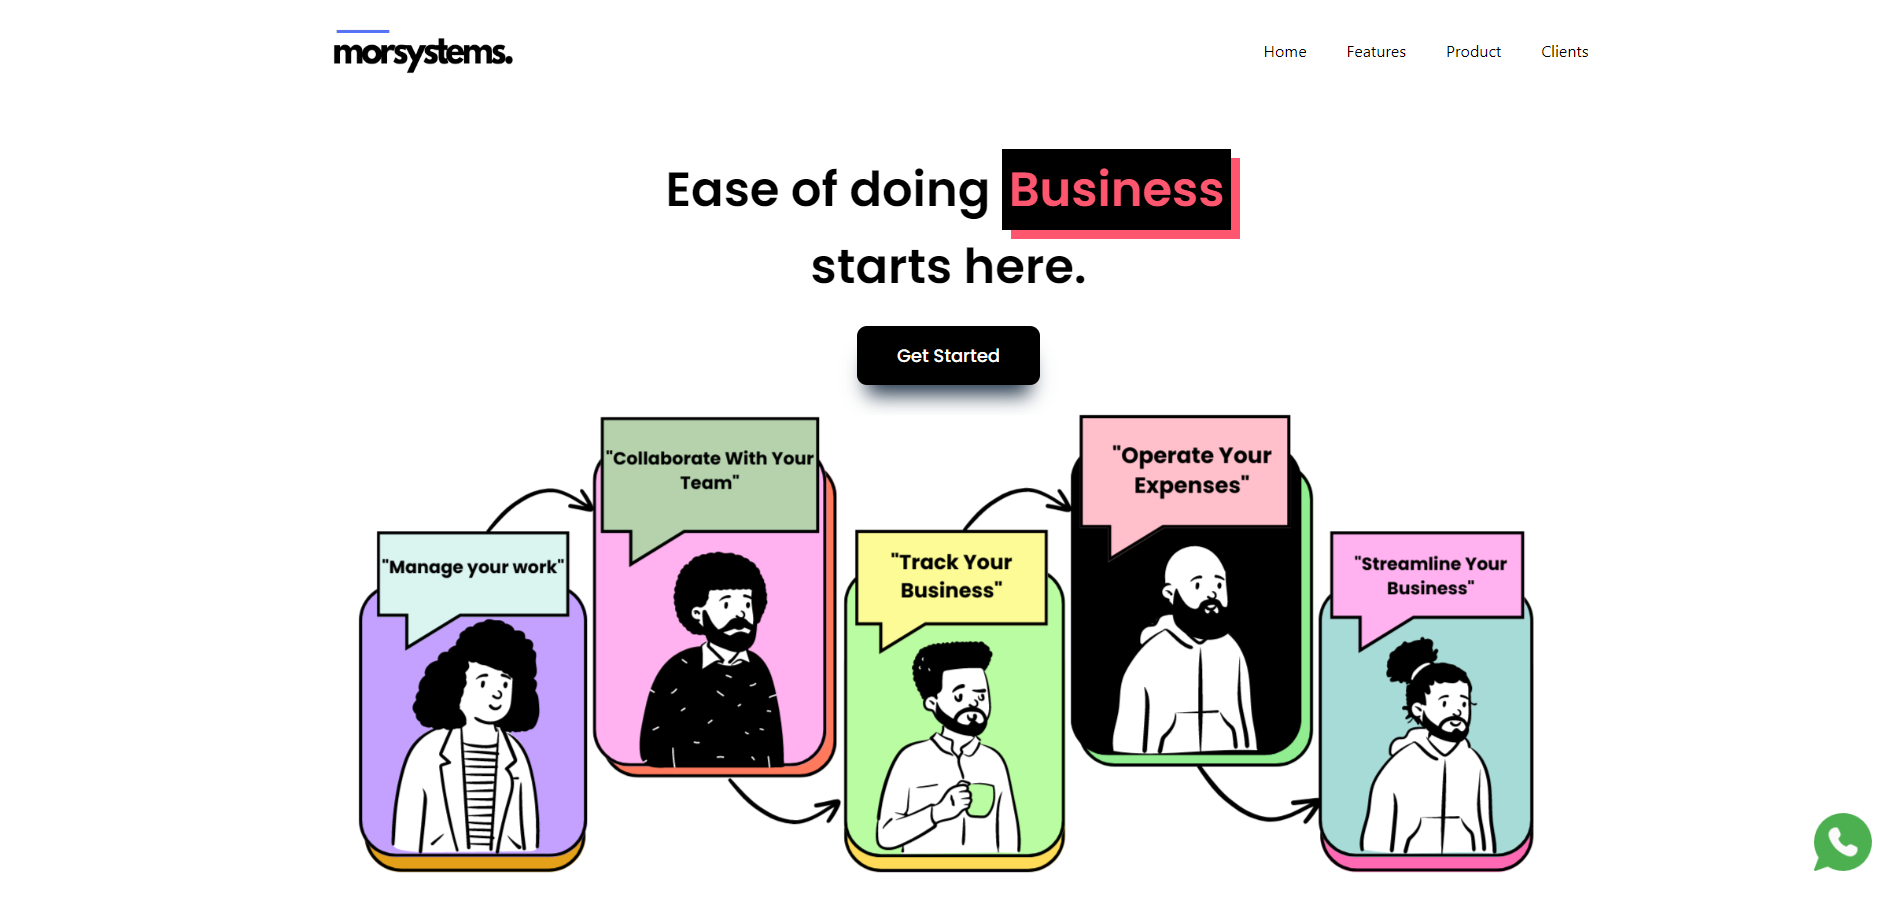 morsystems.
Home
Features
Product
Clients
Ease of doing Business
starts here.
Get Started
"Manage your work"
"Collaborate With Your
Team"
"Track Your
Business"
"Operate Your
Expenses"
"Streamline Your
Business"